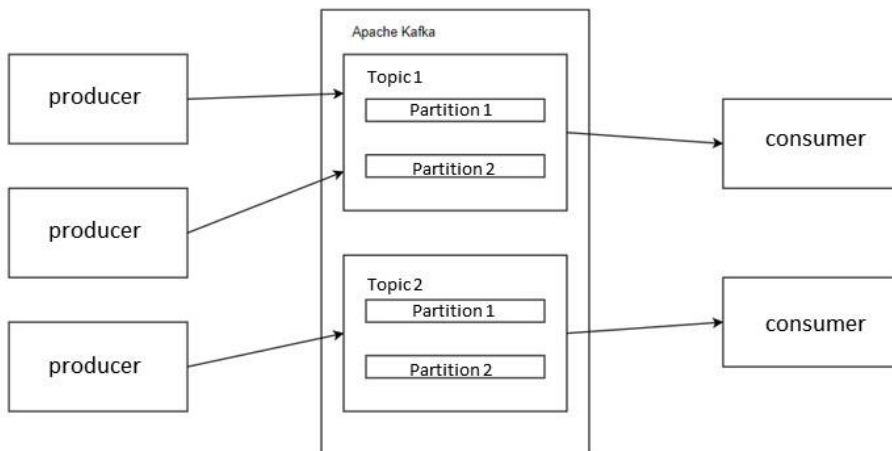 Apache Kafka
producer
producer
producer
Topic 1
Partition 1
Partition 2
Topic 2
Partition 1
Partition 2
consumer
consumer